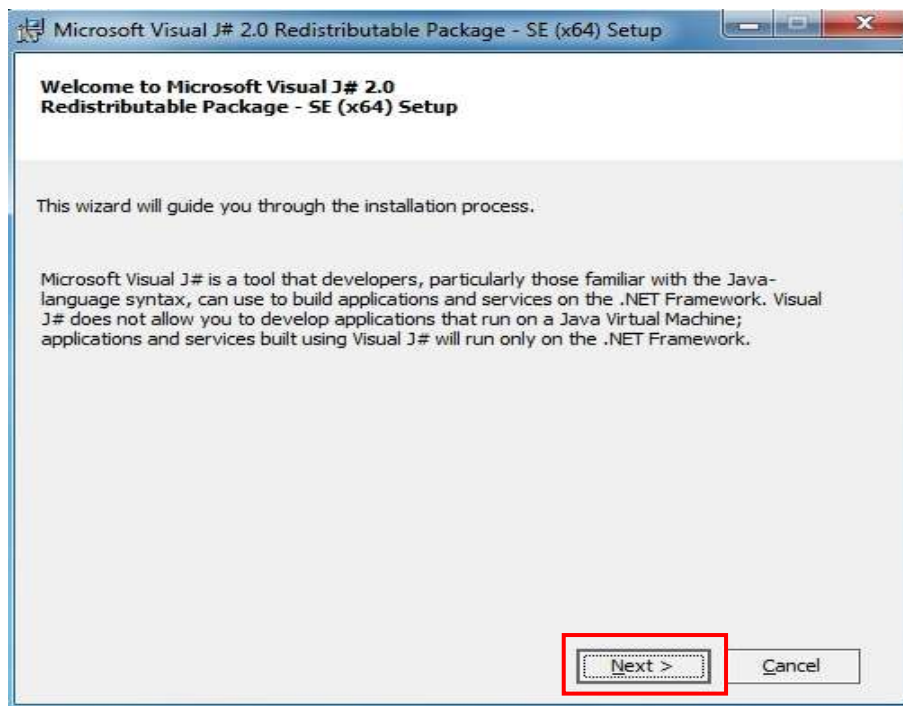 Microsoft Visual J# 2.0 Redistributable Package - SE (x64) Setup
Welcome to Microsoft Visual J# 2.0
Redistributable Package - SE (x64) Setup
This wizard will guide you through the installation process.
Microsoft Visual J# is a tool that developers, particularly those familiar with the Java-
language syntax, can use to build applications and services on the .NET Framework. Visual
J# does not allow you to develop applications that run on a Java Virtual Machine;
applications and services built using Visual J# will run only on the .NET Framework.
Next > Cancel